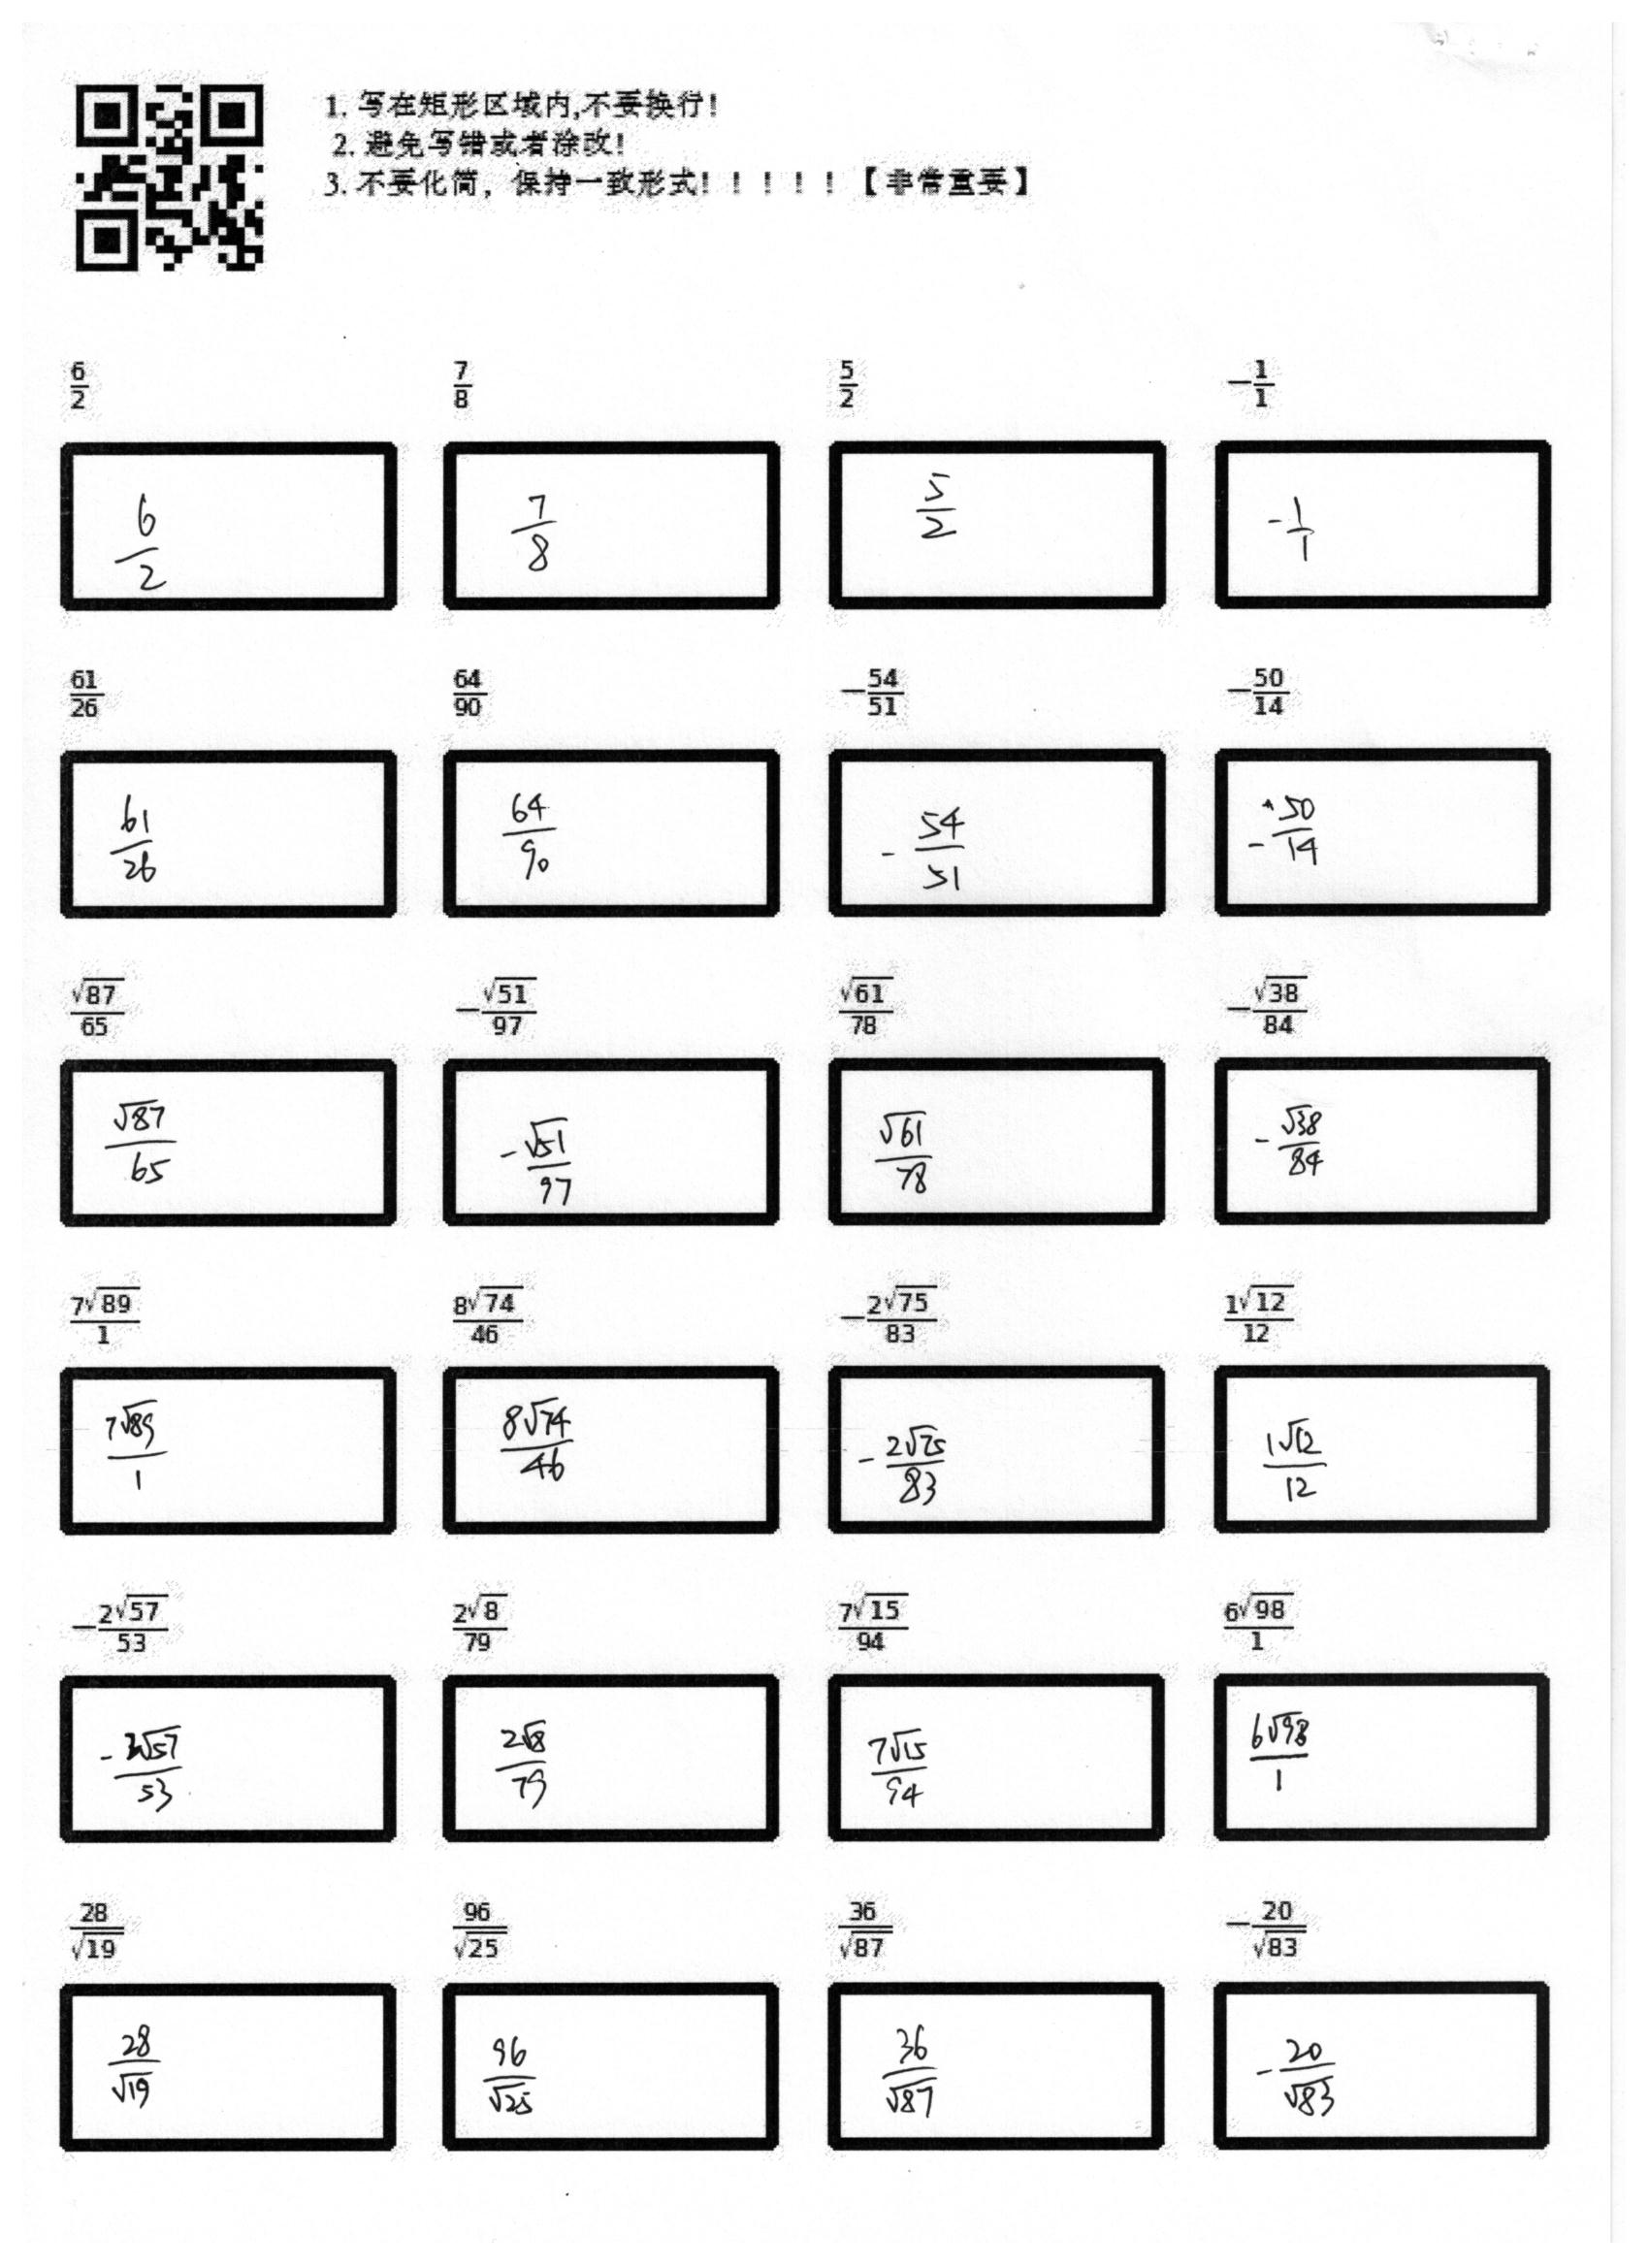 1. 写在矩形区域内,不要换行!
2. 避免写错或者涂改!
3. 不要化简，保持一致形式!！！！！【非常重要】
\frac{6}{2} \frac{7}{8} \frac{5}{2} -\frac{1}{1}
\frac{6}{2} \frac{7}{8} \frac{5}{2} -\frac{1}{1}
\frac{61}{26} \frac{64}{90} -\frac{54}{51} -\frac{50}{14}
\frac{61}{26} \frac{64}{90} -\frac{54}{51} -\frac{50}{14}
\frac{\sqrt{87}}{65} -\frac{\sqrt{51}}{97} \frac{\sqrt{61}}{78} -\frac{\sqrt{38}}{84}
\frac{\sqrt{87}}{65} -\frac{\sqrt{51}}{97} \frac{\sqrt{61}}{78} -\frac{\sqrt{38}}{84}
\frac{7\sqrt{89}}{1} \frac{8\sqrt{74}}{46} -\frac{2\sqrt{75}}{83} \frac{1\sqrt{12}}{12}
\frac{7\sqrt{89}}{1} \frac{8\sqrt{74}}{46} -\frac{2\sqrt{75}}{83} \frac{1\sqrt{12}}{12}
-\frac{2\sqrt{57}}{53} \frac{2\sqrt{8}}{79} \frac{7\sqrt{15}}{94} \frac{6\sqrt{98}}{1}
-\frac{2\sqrt{57}}{53} \frac{2\sqrt{8}}{79} \frac{7\sqrt{15}}{94} \frac{6\sqrt{98}}{1}
\frac{28}{\sqrt{19}} \frac{96}{\sqrt{25}} \frac{36}{\sqrt{87}} -\frac{20}{\sqrt{83}}
\frac{28}{\sqrt{19}} \frac{96}{\sqrt{25}} \frac{36}{\sqrt{87}} -\frac{20}{\sqrt{83}}